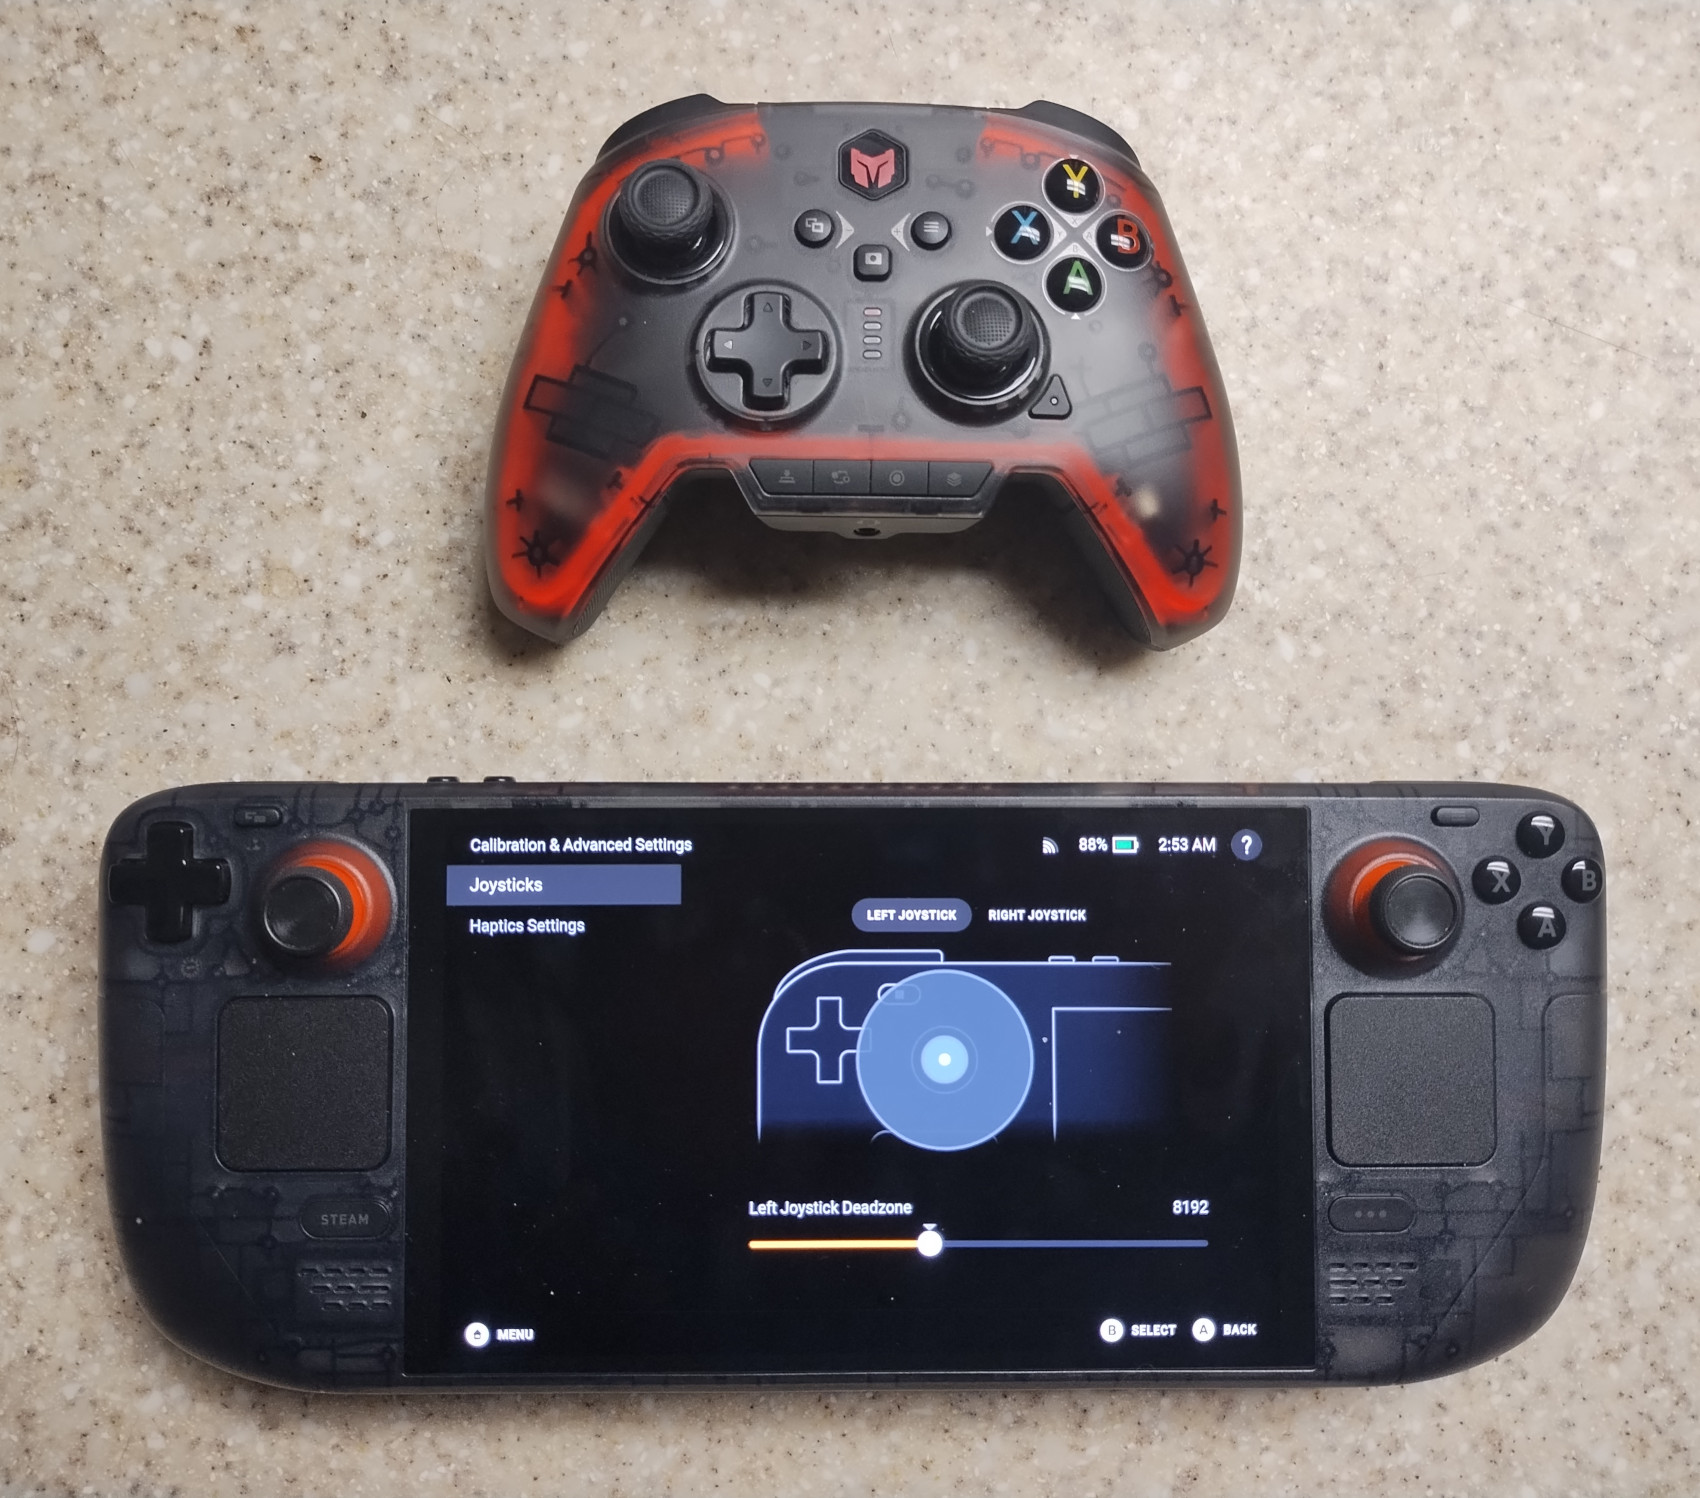 Y
X B
A
Calibration & Advanced Settings
88% 2:53 AM ?
Joysticks
Haptics Settings
LEFT JOYSTICK RIGHT JOYSTICK
Y
X B
A
STEAM
Left Joystick Deadzone 8192
MENU
B SELECT A BACK